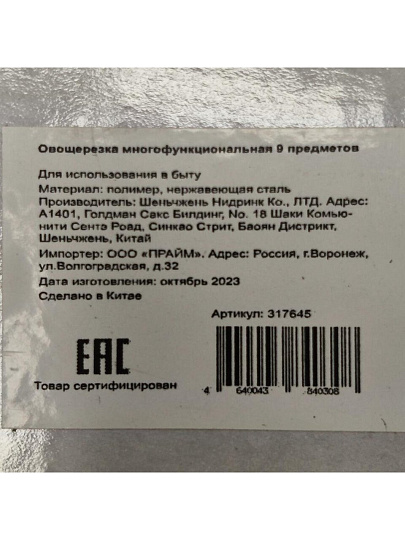 Овощерезка многофункциональная 9 предметов
Для использования в быту
Материал: полимер, нержавеющая сталь
Производитель: Шеньчжень Нидринк Ко., ЛТД. Адрес:
А1401, Голдман Сакс Билдинг, No. 18 Шаки Комью-
нити Сента Роад, Синкао Стрит, Баоян Дистрикт,
Шеньчжень, Китай
Импортер: ООО «ПРАЙМ». Адрес: Россия, г.Воронеж,
ул.Волгоградская, д.32
Дата изготовления: октябрь 2023
Сделано в Китае
Артикул: 317645
EAC
Товар сертифицирован
4 640043 840308